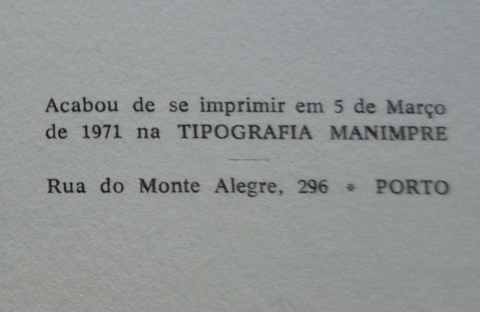 Acabou de se imprimir em 5 de Março
de 1971 na TIPOGRAFIA MANIMPRE
Rua do Monte Alegre, 296 * PORTO